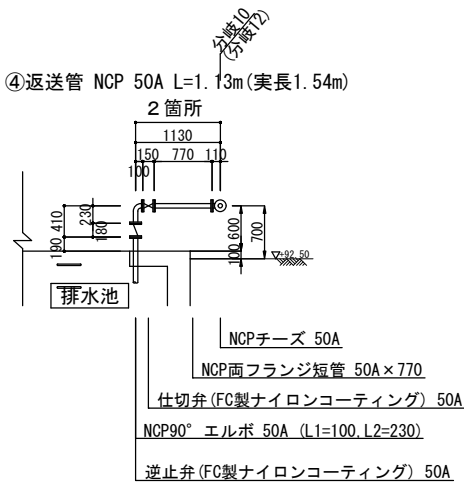 分岐10
(分岐12)
④返送管 NCP 50A L=1.13m(実長1.54m)
2箇所
1130
150 770 110
100
410
230
180
190
600
700
100
▽+92.50
排水池
NCPチーズ 50A
NCP両フランジ短管 50A×770
仕切弁(FC製ナイロンコーティング) 50A
NCP90° エルボ 50A (L1=100,L2=230)
逆止弁(FC製ナイロンコーティング) 50A